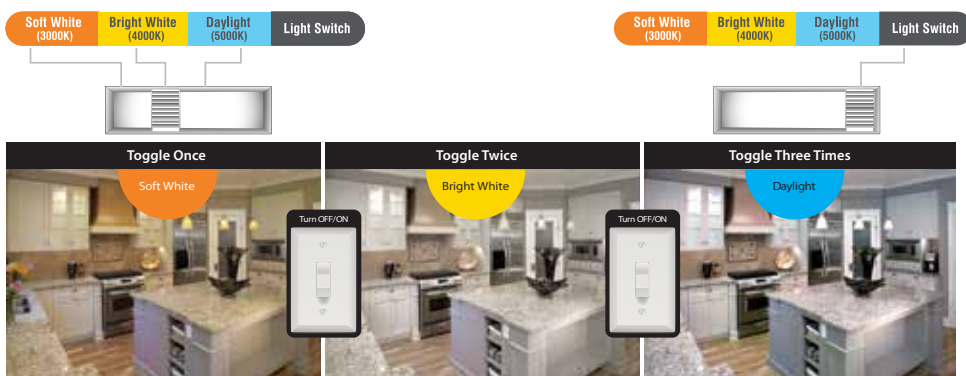 Soft White
(3000K)
Bright White
(4000K)
Daylight
(5000K)
Light Switch
Soft White
(3000K)
Bright White
(4000K)
Daylight
(5000K)
Light Switch
Toggle Once
Toggle Twice
Toggle Three Times
Soft White
Bright White
Daylight
Turn OFF/ON
Turn OFF/ON